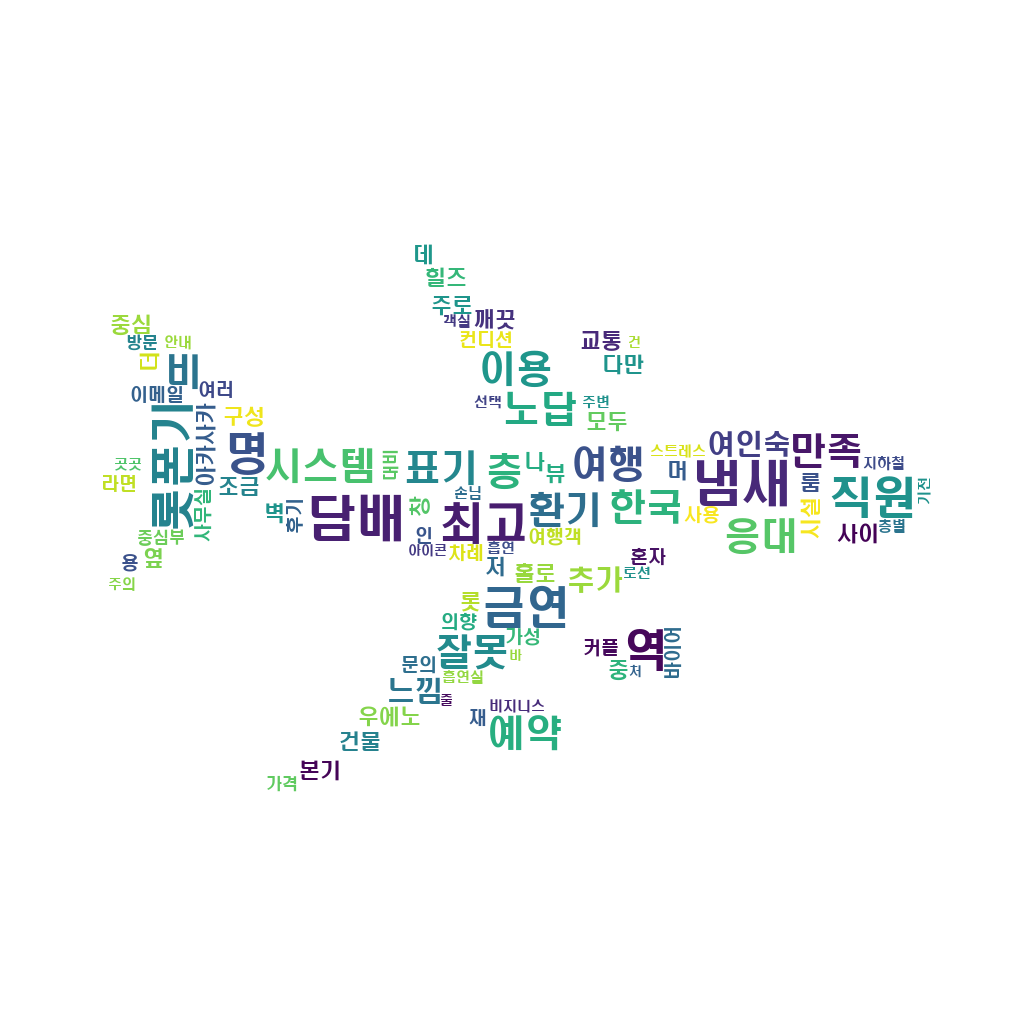 데
힐즈
주로
객실
깨끗
컨디션
중심
방문
안내
더
비
이메일
여러
교통
건
다만
이용
선택
노답
주변
모두
롯폰기
아카사카
구성
명
시스템
대비
표기
층
나
뷰
여행
스트레스
머
여인숙
만족
지하철
곳곳
라면
사무실
조금
벽
후기
담배
창
손님
최고
환기
한국
사용
냄새
룸
시설
직원
기전
층별
사이
응대
중심부
옆
용
주의
인
아이콘
차례
흡연
여행객
저
홀로
추가
로션
혼자
롯
금연
의향
가성
바
잘못
문의
흡연실
느낌
줄
우에노
건물
본기
가격
재
비지니스
예약
커플
역
바이어
중
처